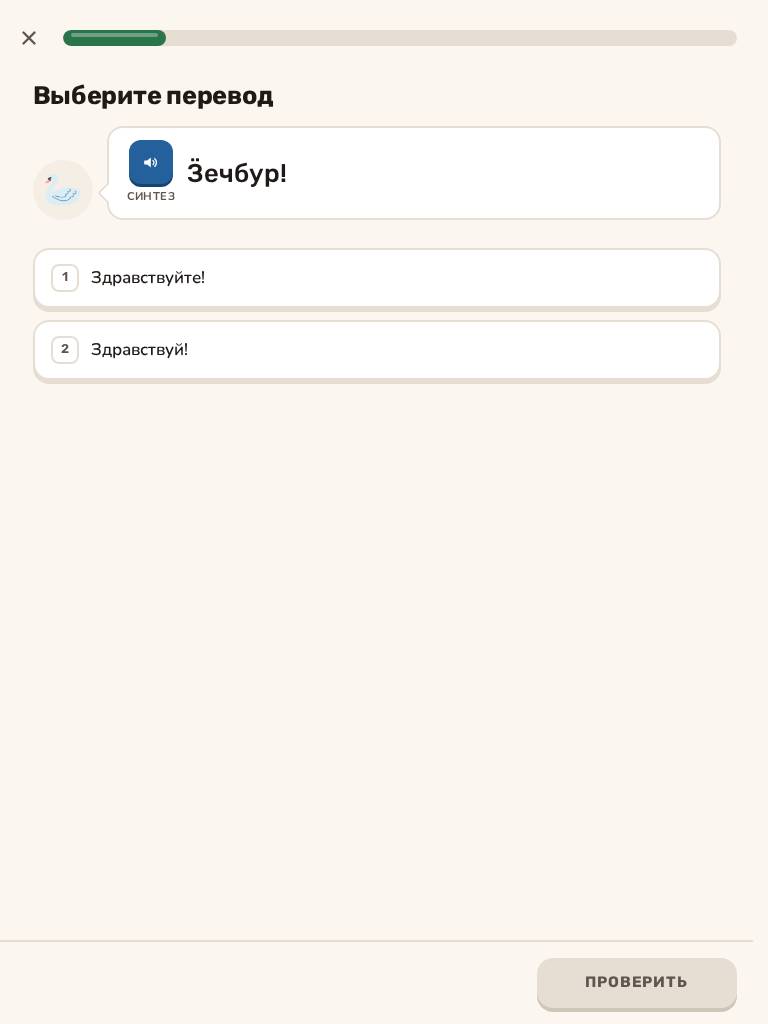 Выберите перевод
Ӟечбур!
СИНТЕЗ
1 Здравствуйте!
2 Здравствуй!
ПРОВЕРИТЬ